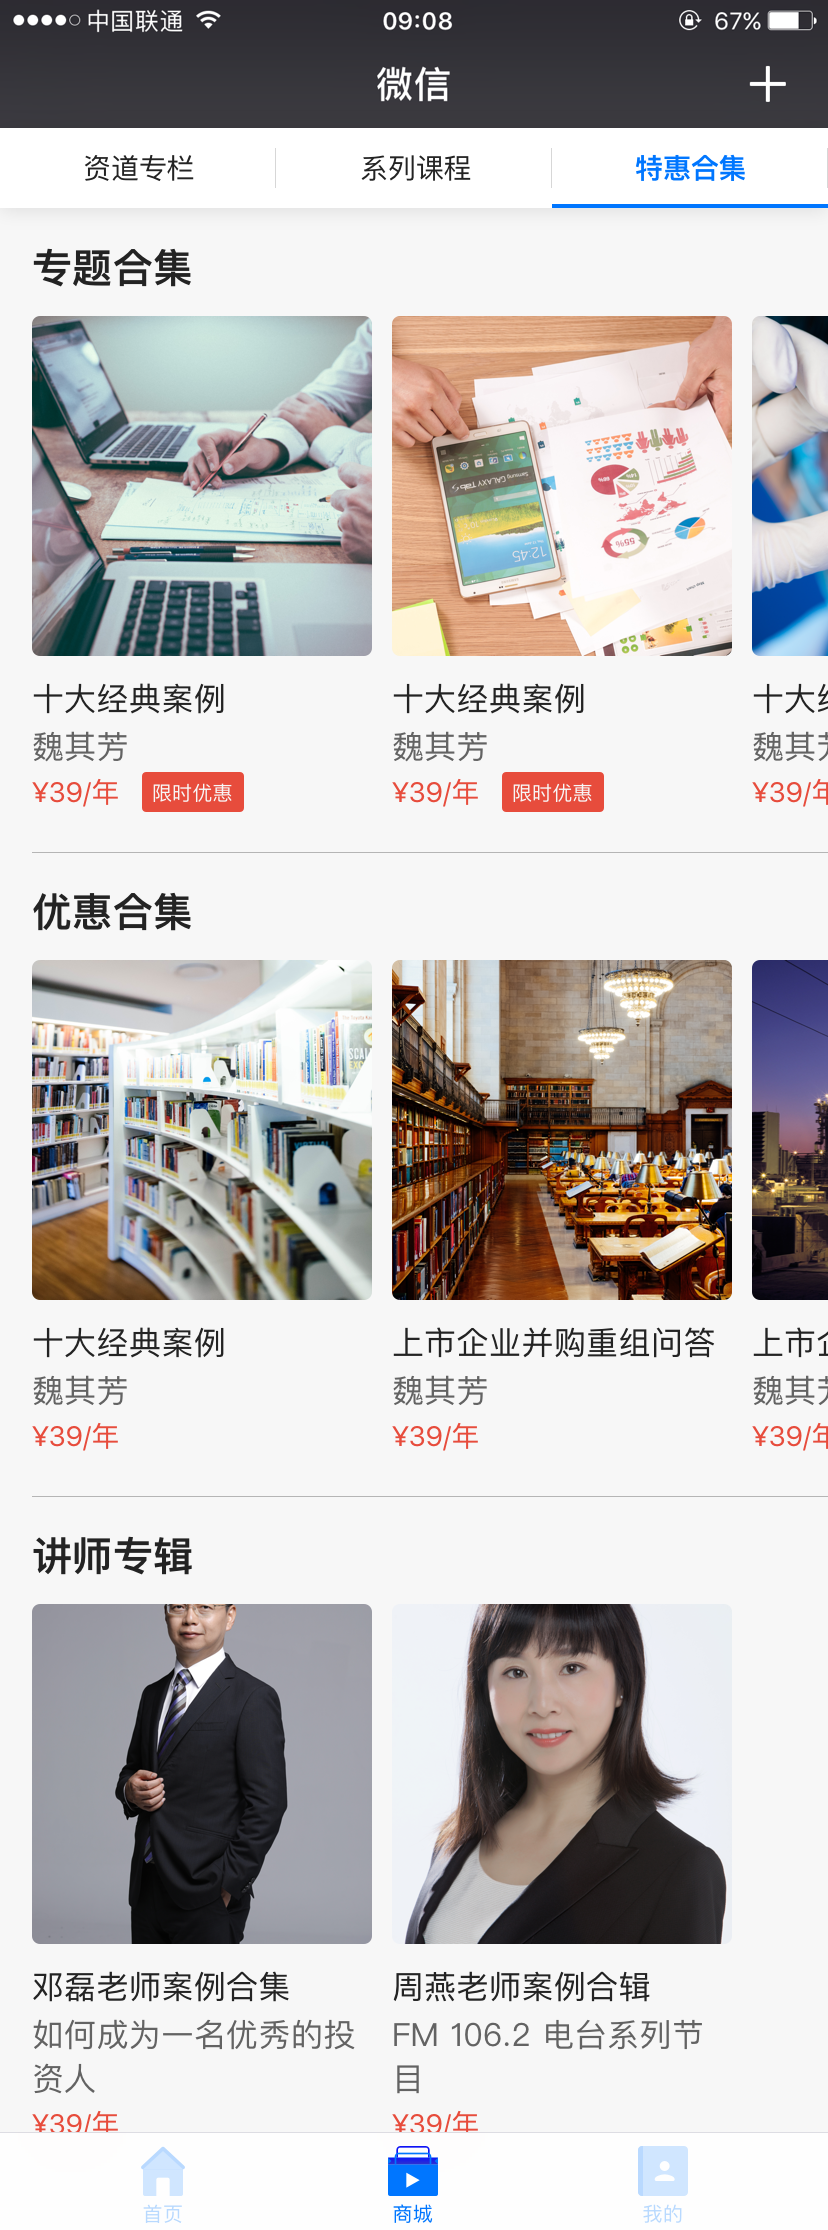 中国联通 09:08 67%
微信
资道专栏 系列课程 特惠合集
专题合集
十大经典案例 十大经典案例 十大
魏其芳 魏其芳 魏其
¥39/年 限时优惠 ¥39/年 限时优惠 ¥39/
优惠合集
十大经典案例 上市企业并购重组问答 上市
魏其芳 魏其芳 魏其
¥39/年 ¥39/年 ¥39/
讲师专辑
邓磊老师案例合集 周燕老师案例合辑
如何成为一名优秀的投 FM 106.2 电台系列节
资人 目
¥39/年 ¥39/年
首页 商城 我的